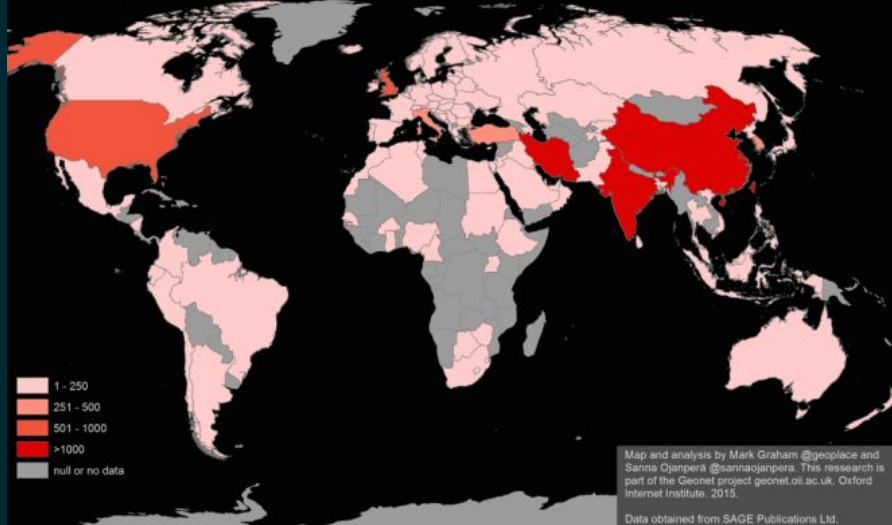 1 - 250
251 - 500
501 - 1000
>1000
null or no data
Map and analysis by Mark Graham @geoplace and
Sanna Ojanperä @sannaojanpera. This ressearch is
part of the Geonet project geonet.oii.ac.uk. Oxford
Internet Institute. 2015.
Data obtained from SAGE Publications Ltd.